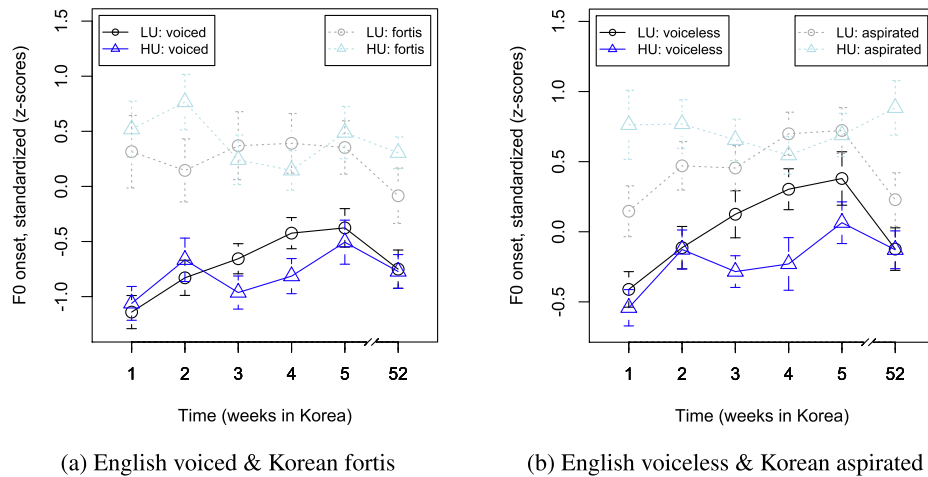 LU: voiced
HU: voiced
LU: fortis
HU: fortis
F0 onset, standardized (z-scores)
1.5
1.0
0.5
0.0
-0.5
-1.0
1 2 3 4 5 52
Time (weeks in Korea)
(a) English voiced & Korean fortis
LU: voiceless
HU: voiceless
LU: aspirated
HU: aspirated
F0 onset, standardized (z-scores)
1.5
1.0
0.5
0.0
-0.5
1 2 3 4 5 52
Time (weeks in Korea)
(b) English voiceless & Korean aspirated